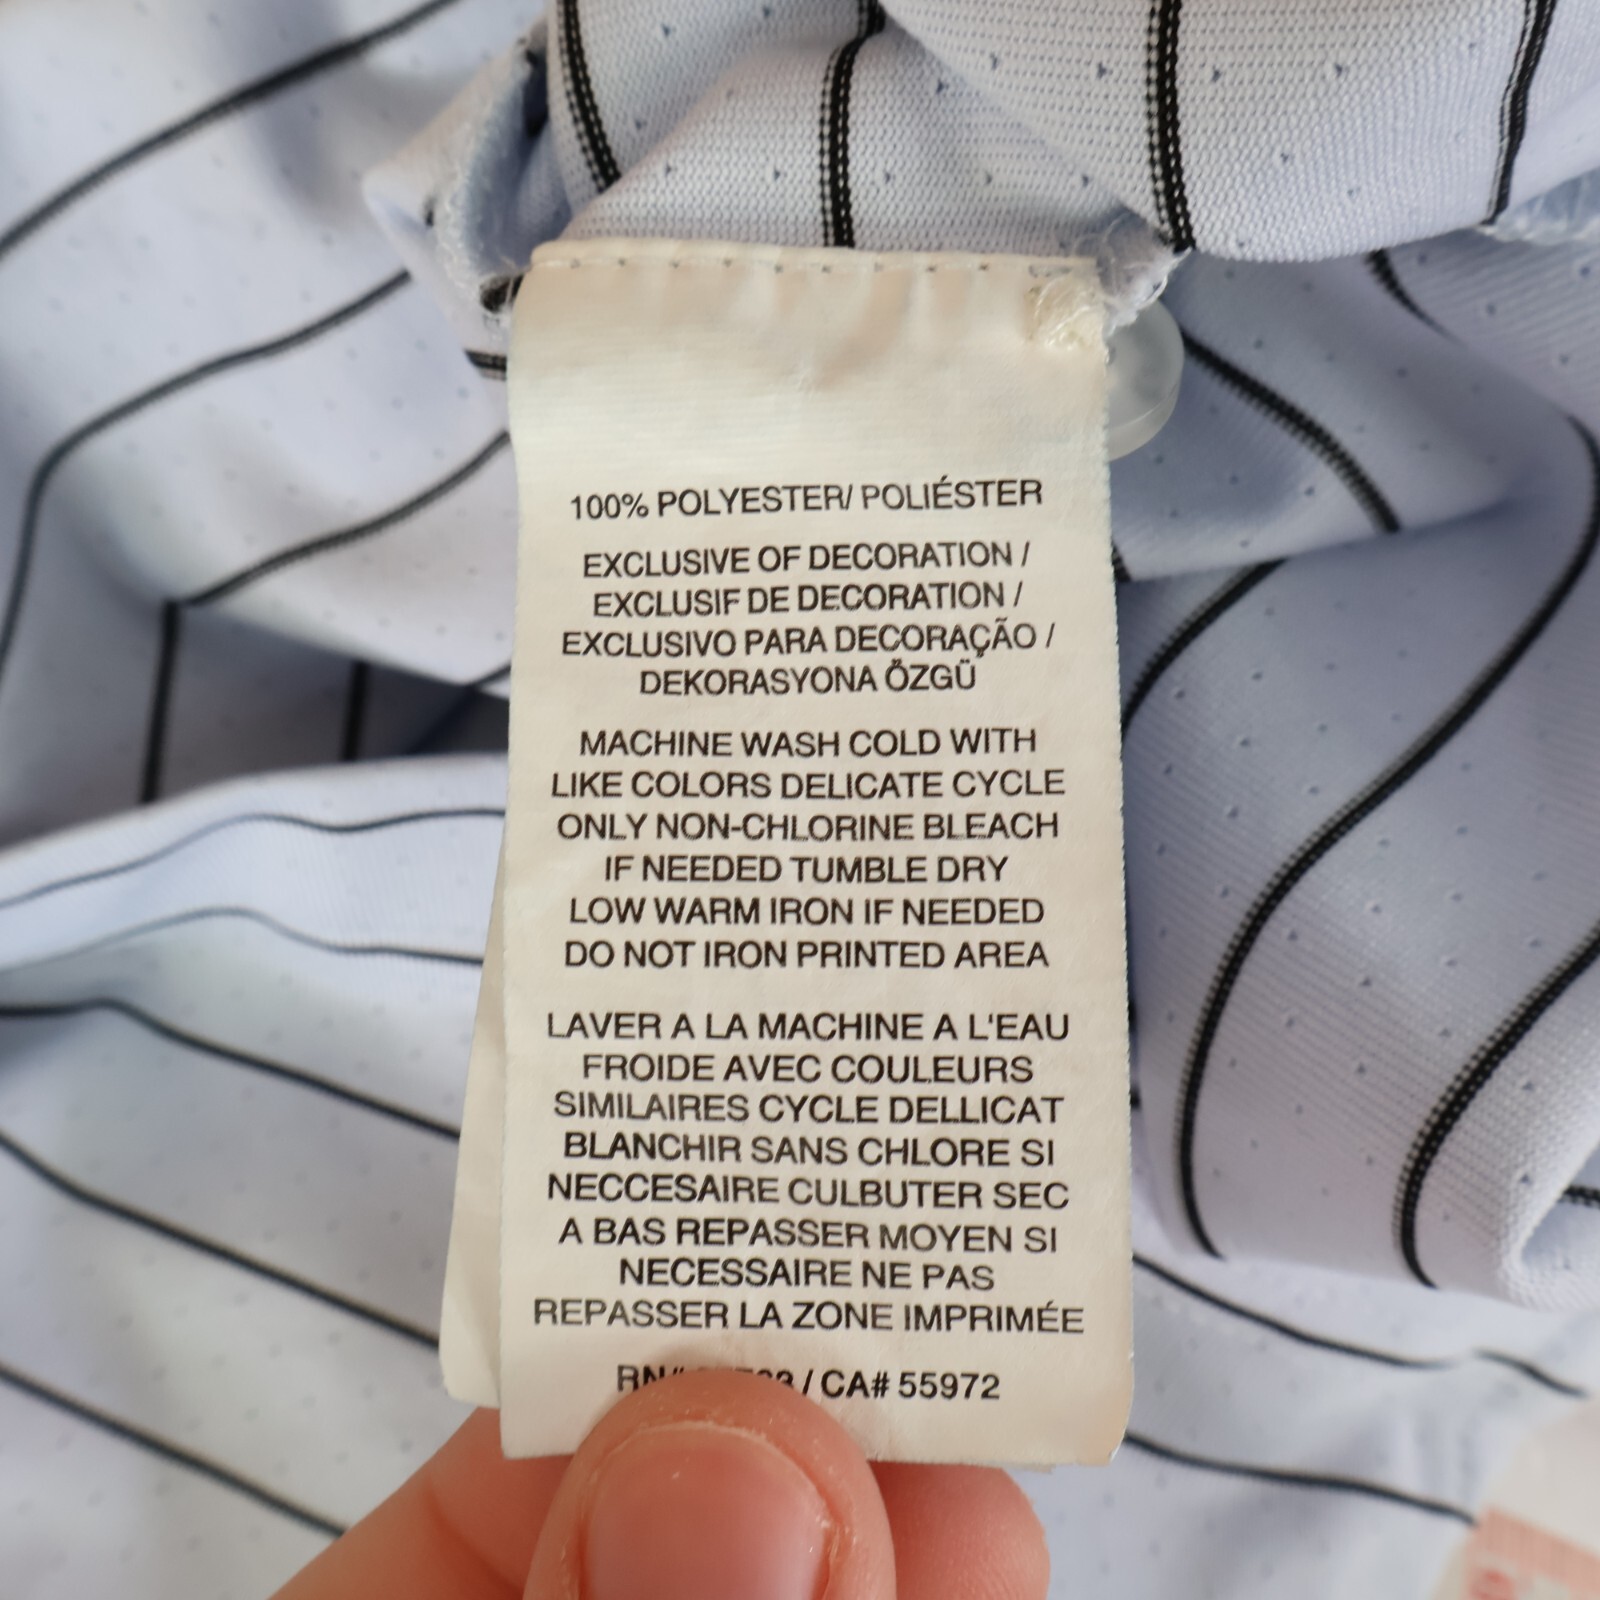 100% POLYESTER/ POLIÉSTER
EXCLUSIVE OF DECORATION /
EXCLUSIF DE DECORATION /
EXCLUSIVO PARA DECORAÇÃO /
DEKORASYONA ÖZGÜ
MACHINE WASH COLD WITH
LIKE COLORS DELICATE CYCLE
ONLY NON-CHLORINE BLEACH
IF NEEDED TUMBLE DRY
LOW WARM IRON IF NEEDED
DO NOT IRON PRINTED AREA
LAVER A LA MACHINE A L'EAU
FROIDE AVEC COULEURS
SIMILAIRES CYCLE DELLICAT
BLANCHIR SANS CHLORE SI
NECCESAIRE CULBUTER SEC
A BAS REPASSER MOYEN SI
NECESSAIRE NE PAS
REPASSER LA ZONE IMPRIMÉE
RN# / CA# 55972